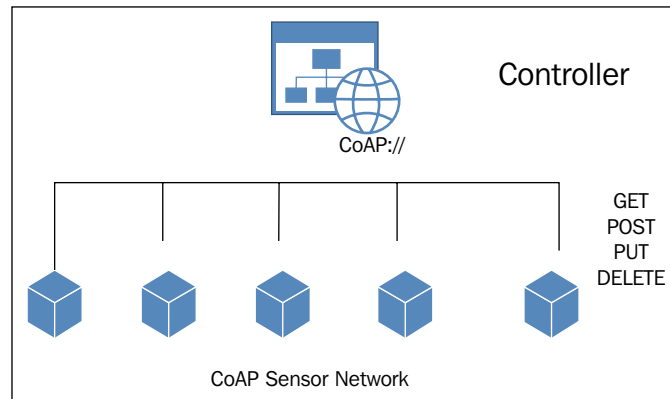 Controller
CoAP://
GET
POST
PUT
DELETE
CoAP Sensor Network